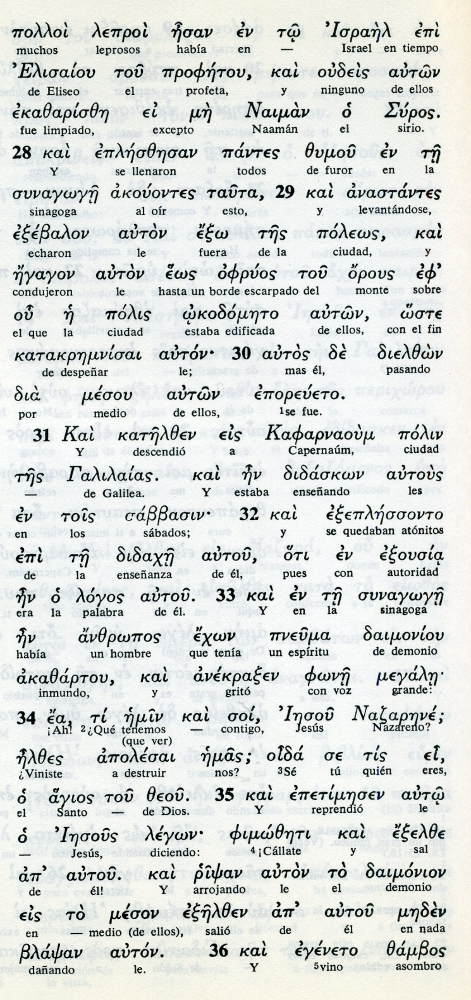 πολλοὶ λεπροὶ ἦσαν ἐν τῷ Ἰσραὴλ ἐπὶ
muchos leprosos había en — Israel en tiempo
Ἐλισαίου τοῦ προφήτου, καὶ οὐδεὶς αὐτῶν
de Eliseo el profeta, y ninguno de ellos
ἐκαθαρίσθη εἰ μὴ Ναιμὰν ὁ Σύρος.
fue limpiado, excepto Naamán el sirio.
28 καὶ ἐπλήσθησαν πάντες θυμοῦ ἐν τῇ
Y se llenaron todos de furor en la
συναγωγῇ ἀκούοντες ταῦτα, 29 καὶ ἀναστάντες
sinagoga al oír esto, y levantándose,
ἐξέβαλον αὐτὸν ἔξω τῆς πόλεως, καὶ
echaron le fuera de la ciudad, y
ἤγαγον αὐτὸν ἕως ὀφρύος τοῦ ὄρους ἐφ’
condujeron le hasta un borde escarpado del monte sobre
οὗ ἡ πόλις ᾠκοδόμητο αὐτῶν, ὥστε
el que la ciudad estaba edificada de ellos, con el fin
κατακρημνίσαι αὐτόν· 30 αὐτὸς δὲ διελθὼν
de despeñar le; mas él, pasando
διὰ μέσου αὐτῶν ἐπορεύετο.
por medio de ellos, 1se fue.
31 Καὶ κατῆλθεν εἰς Καφαρναοὺμ πόλιν
Y descendió a Capernaúm, ciudad
τῆς Γαλιλαίας. καὶ ἦν διδάσκων αὐτοὺς
— de Galilea. Y estaba enseñando les
ἐν τοῖς σάββασιν· 32 καὶ ἐξεπλήσσοντο
en los sábados; y se quedaban atónitos
ἐπὶ τῇ διδαχῇ αὐτοῦ, ὅτι ἐν ἐξουσίᾳ
de la enseñanza de él, pues con autoridad
ἦν ὁ λόγος αὐτοῦ. 33 καὶ ἐν τῇ συναγωγῇ
era la palabra de él. Y en la sinagoga
ἦν ἄνθρωπος ἔχων πνεῦμα δαιμονίου
había un hombre que tenía un espíritu de demonio
ἀκαθάρτου, καὶ ἀνέκραξεν φωνῇ μεγάλῃ·
inmundo, y gritó con voz grande:
34 ἔα, τί ἡμῖν καὶ σοί, Ἰησοῦ Ναζαρηνέ;
¡Ah! 2¿Qué tenemos — contigo, Jesús Nazareno?
(que ver)
ἦλθες ἀπολέσαι ἡμᾶς; οἶδά σε τίς εἶ,
¿Viniste a destruir nos? 3Sé tú quién eres,
ὁ ἅγιος τοῦ θεοῦ. 35 καὶ ἐπετίμησεν αὐτῷ
el Santo — de Dios. Y reprendió le
ὁ Ἰησοῦς λέγων· φιμώθητι καὶ ἔξελθε
— Jesús, diciendo: 4¡Cállate y sal
ἀπ’ αὐτοῦ. καὶ ῥῖψαν αὐτὸν τὸ δαιμόνιον
de él! Y arrojando le el demonio
εἰς τὸ μέσον ἐξῆλθεν ἀπ’ αὐτοῦ μηδὲν
en — medio (de ellos), salió de él en nada
βλάψαν αὐτόν. 36 καὶ ἐγένετο θάμβος
dañando le. Y 5vino asombro